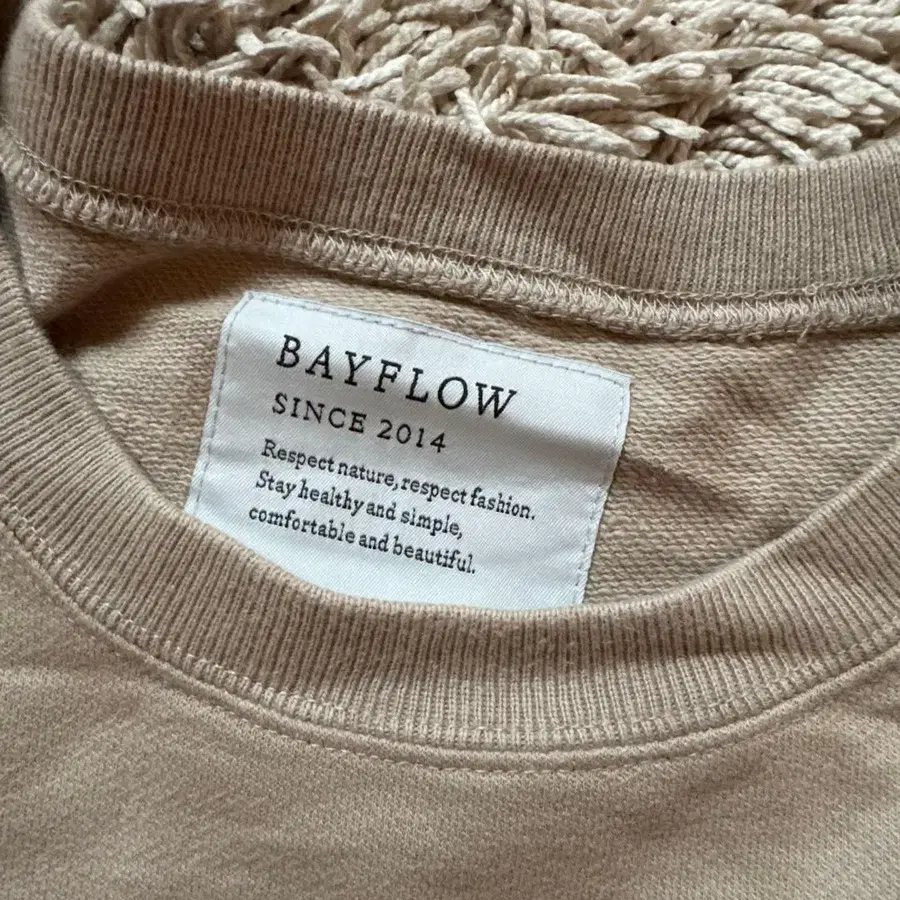 BAYFLOW
SINCE 2014
Respect nature, respect fashion.
Stay healthy and simple,
comfortable and beautiful.